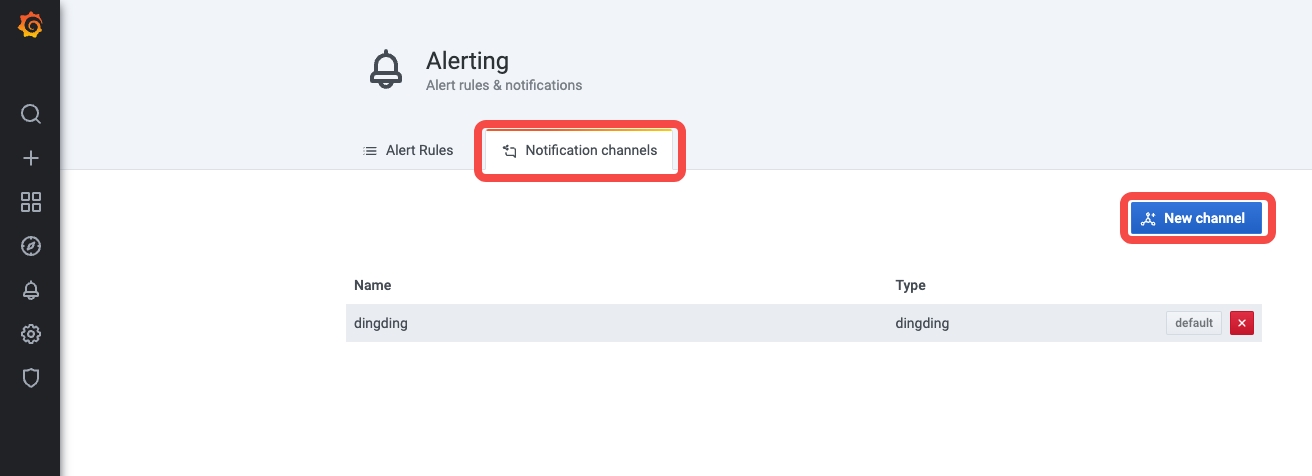 Alerting
Alert rules & notifications
Alert Rules
Notification channels
New channel
Name Type
dingding dingding default